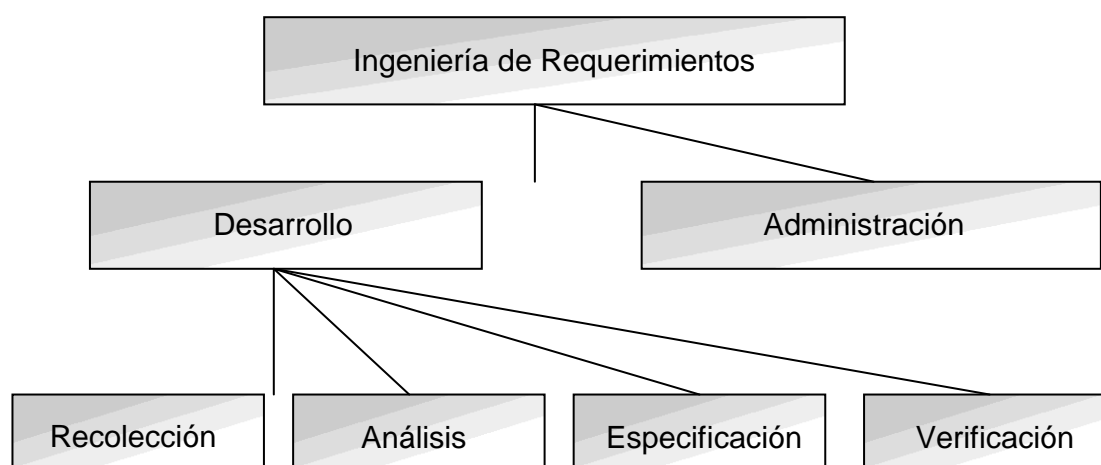 Ingeniería de Requerimientos
Desarrollo
Administración
Recolección
Análisis
Especificación
Verificación